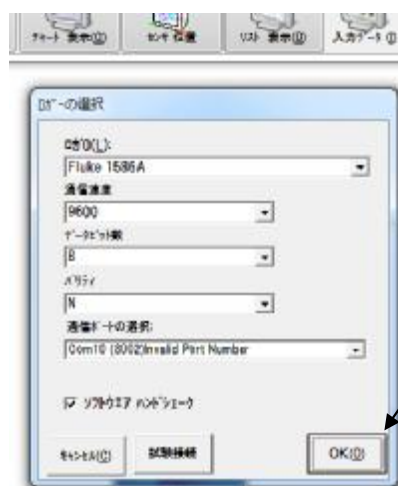 ﾁｬｰﾄ 表示(D)
ｾﾝｻ 位置
ﾘｽﾄ 表示(D)
入力ﾃﾞｰﾀ
ﾛｶﾞｰの選択
ﾛｶﾞ(L):
Fluke 1586A
通信速度
9600
ﾃﾞｰﾀﾋﾞｯﾄ数
8
ﾊﾟﾘﾃｨ
N
通信ﾎﾟｰﾄの選択:
Com10 (8002)Invalid Port Number
ｿﾌﾄｳｴｱ ﾊﾝﾄﾞｼｪｰｸ
ｷｬﾝｾﾙ(C)
試験接続
OK(O)